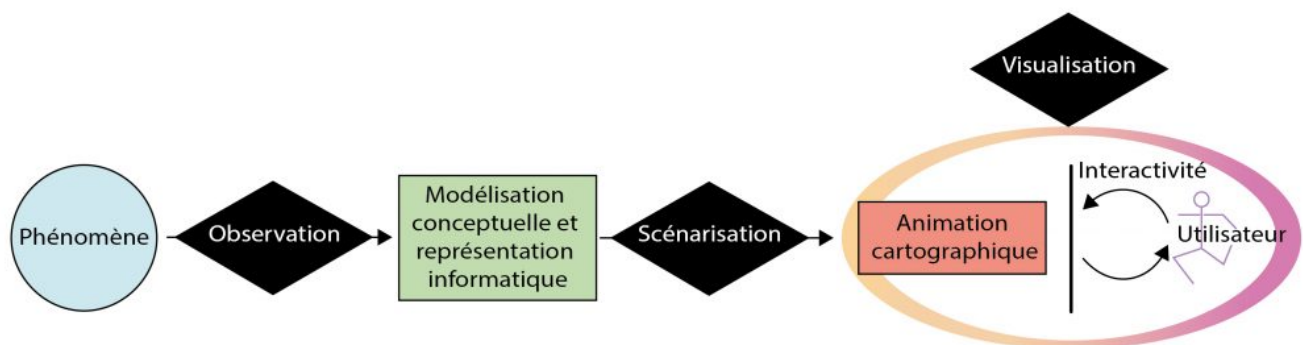 Visualisation
Phénomène
Observation
Modélisation
conceptuelle et
représentation
informatique
Scénarisation
Animation
cartographique
Interactivité
Utilisateur